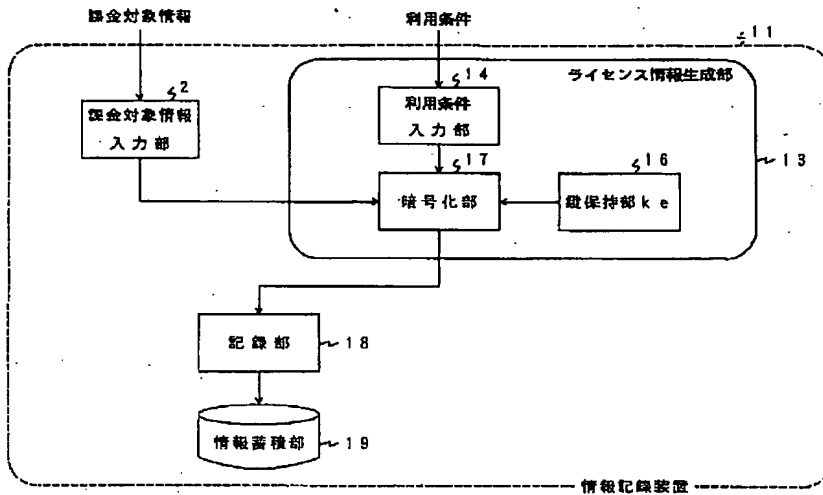 課金対象情報
利用条件
11
ライセンス情報生成部
2
課金対象情報
入力部
14
利用条件
入力部
17
暗号化部
16
鍵保持部ke
13
記録部
18
情報蓄積部
19
情報記録装置